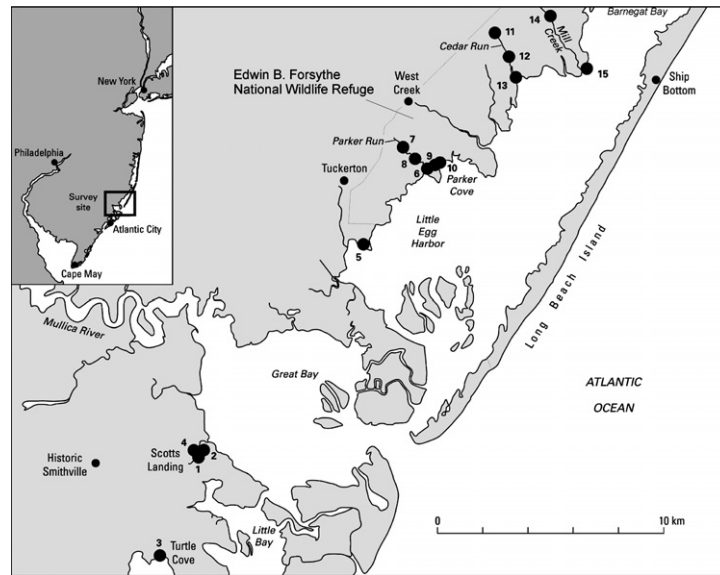 New York
Philadelphia
Survey
site
Atlantic City
Cape May
Barnegat Bay
14
Mill
Creek
11
Cedar Run
12
13
15
Ship
Bottom
Edwin B. Forsythe
National Wildlife Refuge
West
Creek
Parker Run
7
8
9
6
10
Parker
Cove
Tuckerton
Little
Egg
Harbor
5
Long Beach Island
Mullica River
Great Bay
ATLANTIC
OCEAN
4
2
1
Scotts
Landing
Historic
Smithville
Little
Bay
3
Turtle
Cove
0
10 km